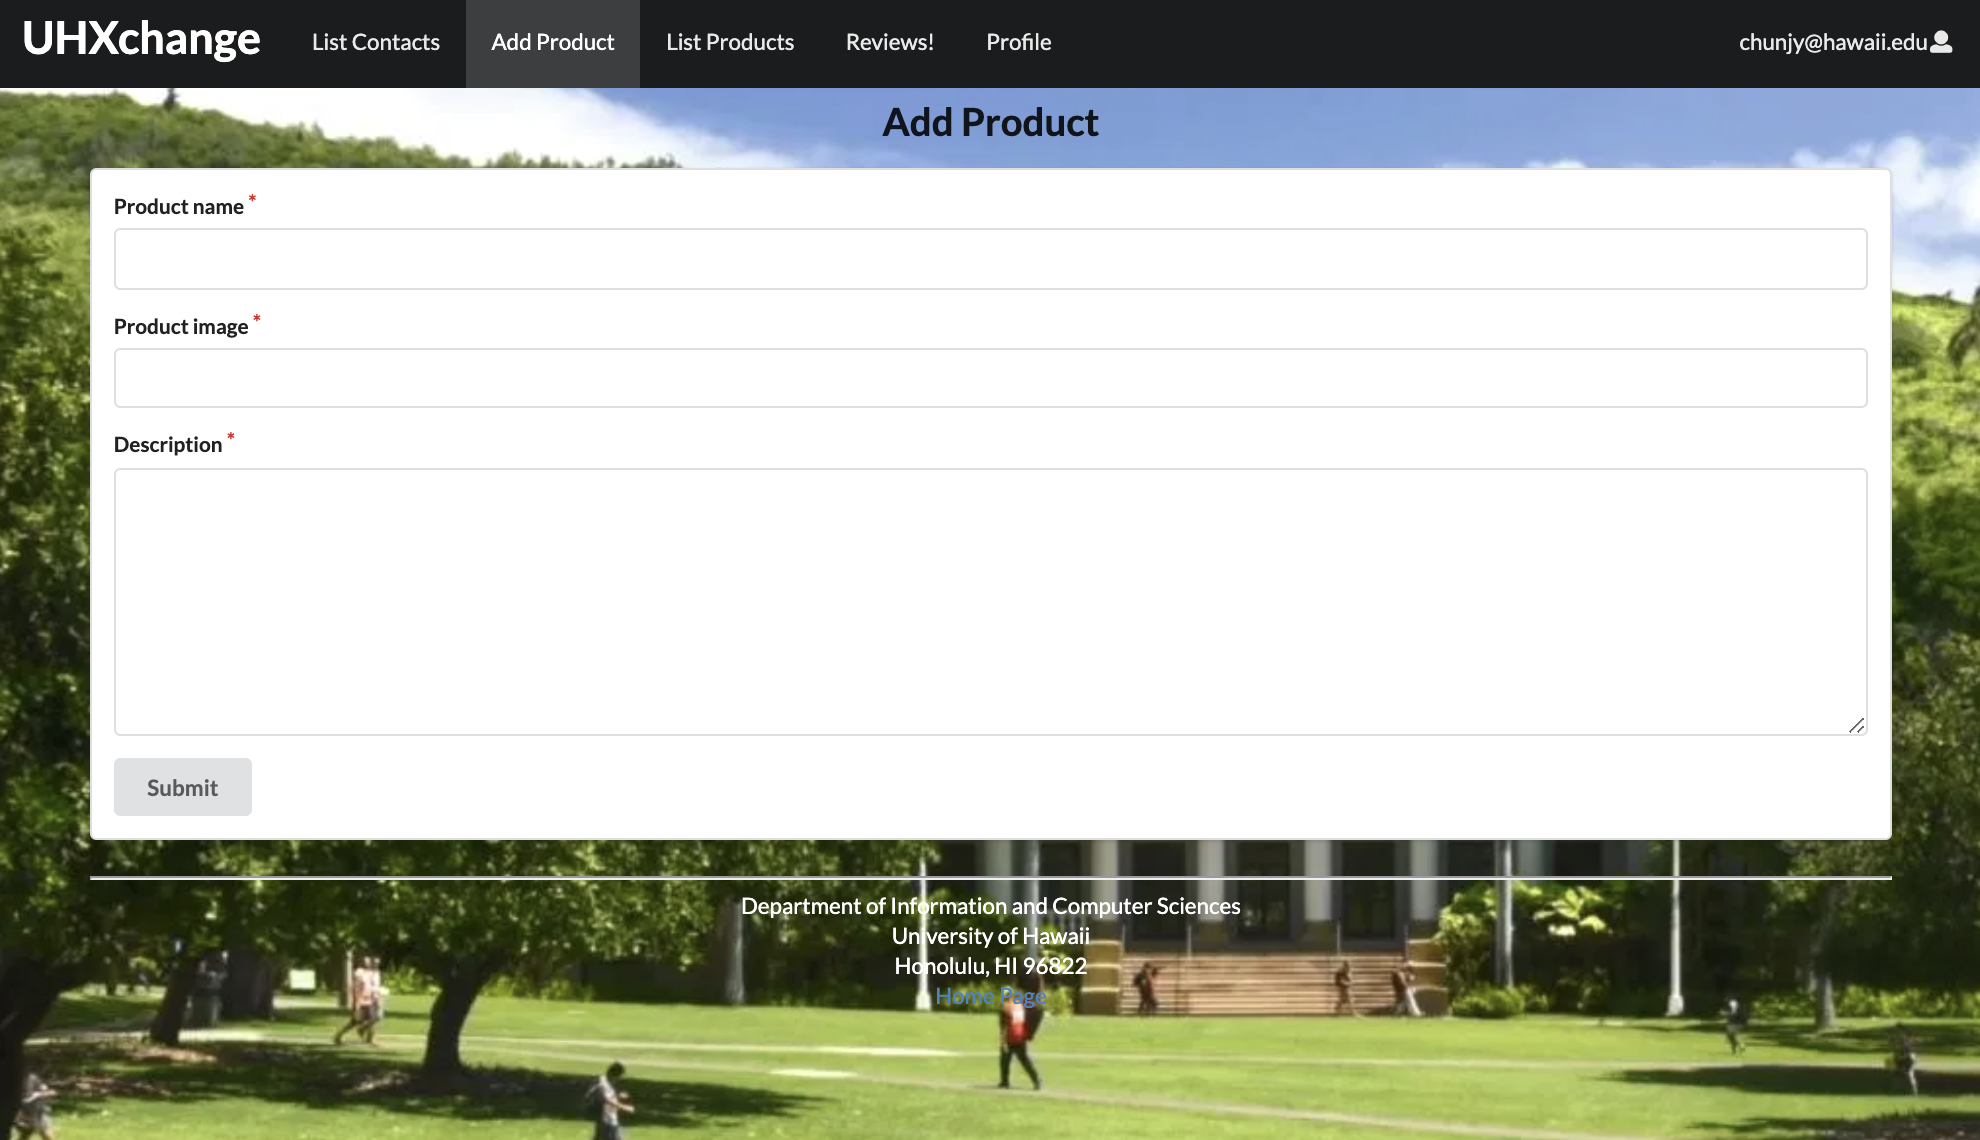 UHXchange List Contacts Add Product List Products Reviews! Profile chunjy@hawaii.edu
Add Product
Product name *
Product image *
Description *
Submit
Department of Information and Computer Sciences
University of Hawaii
Honolulu, HI 96822
Home Page